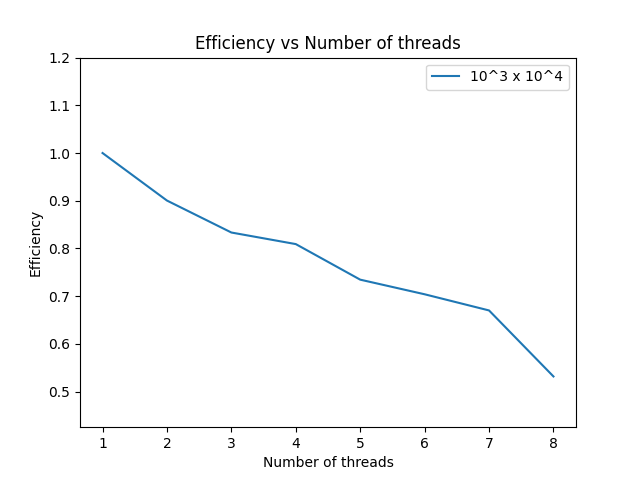 Efficiency vs Number of threads
10^3 x 10^4
1.2
1.1
1.0
0.9
0.8
0.7
0.6
0.5
Efficiency
1 2 3 4 5 6 7 8
Number of threads